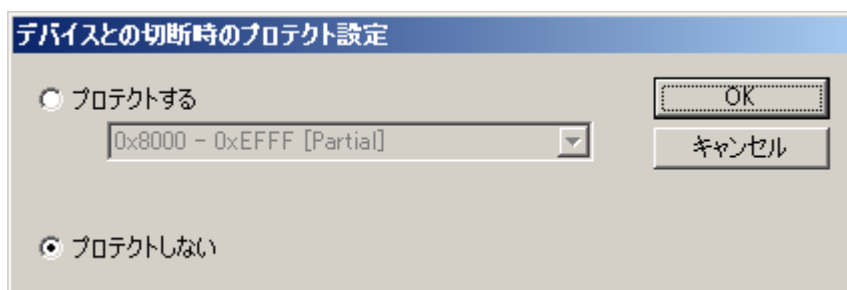 デバイスとの切断時のプロテクト設定
プロテクトする
OK
0x8000 - 0xEFFF [Partial]
キャンセル
プロテクトしない